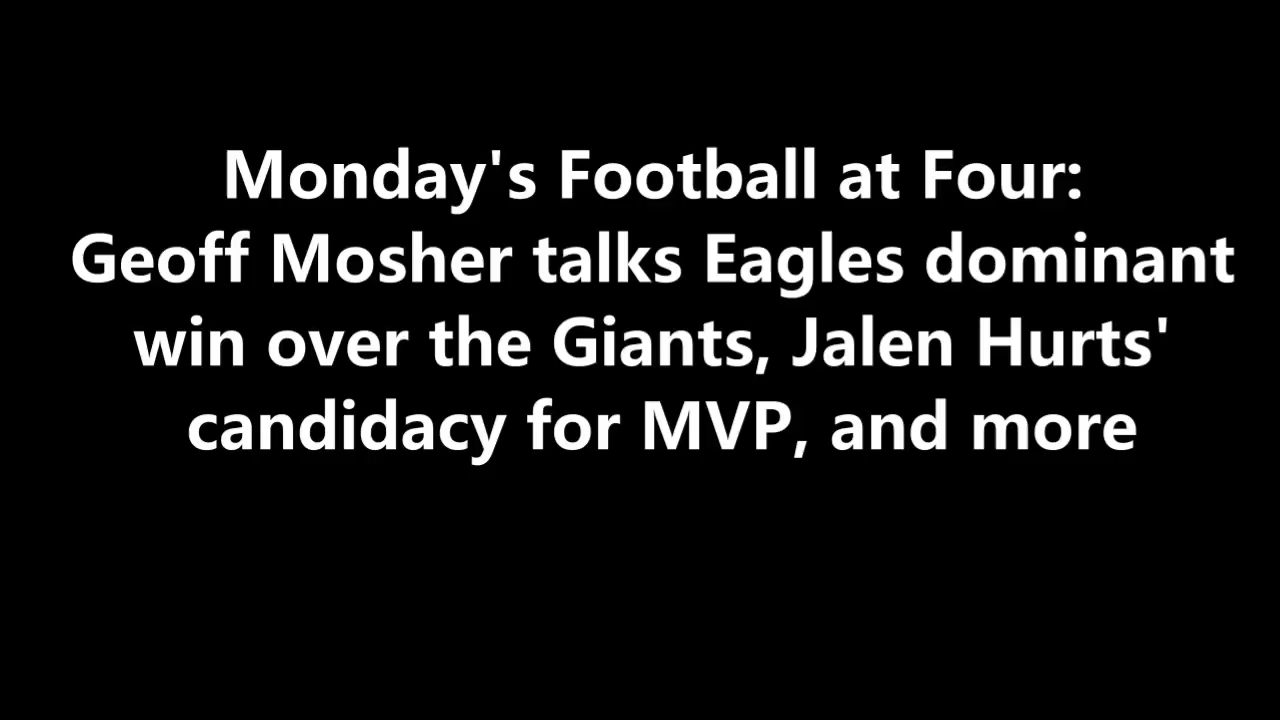 Monday's Football at Four:
Geoff Mosher talks Eagles dominant
win over the Giants, Jalen Hurts'
candidacy for MVP, and more